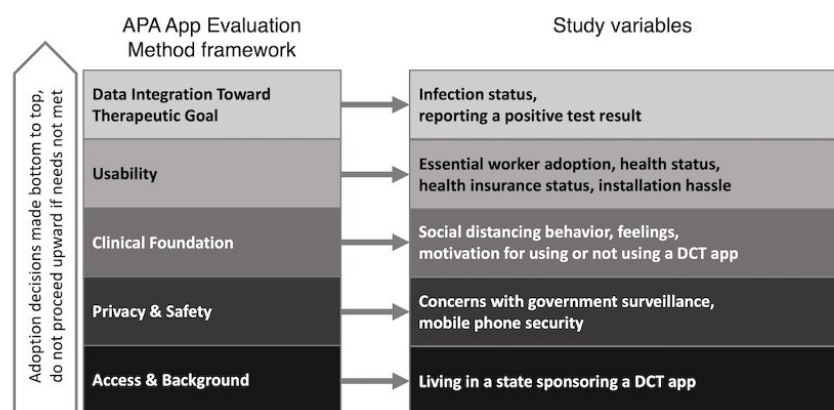 APA App Evaluation
Method framework
Study variables
Adoption decisions made bottom to top,
do not proceed upward if needs not met
Data Integration Toward
Therapeutic Goal
Infection status,
reporting a positive test result
Usability
Essential worker adoption, health status,
health insurance status, installation hassle
Clinical Foundation
Social distancing behavior, feelings,
motivation for using or not using a DCT app
Privacy & Safety
Concerns with government surveillance,
mobile phone security
Access & Background
Living in a state sponsoring a DCT app